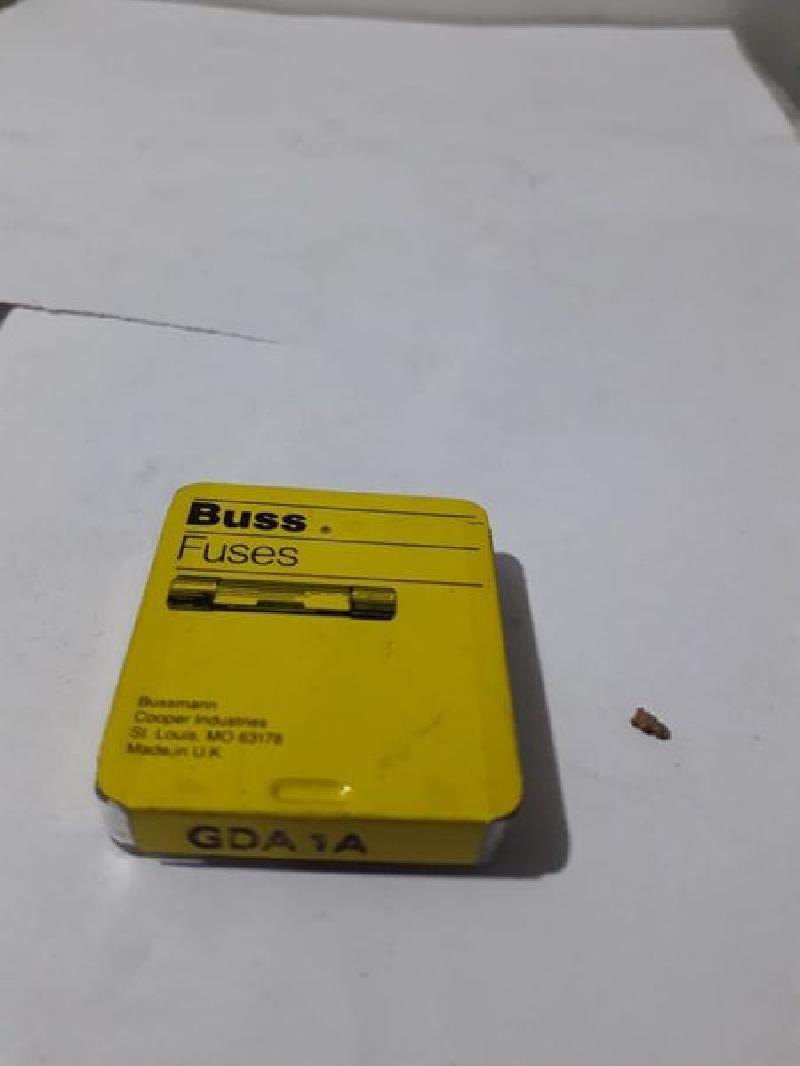 Buss ®
Fuses
Bussmann
Cooper Industries
St. Louis, MO 63178
Made in U.K.
GDA 1A